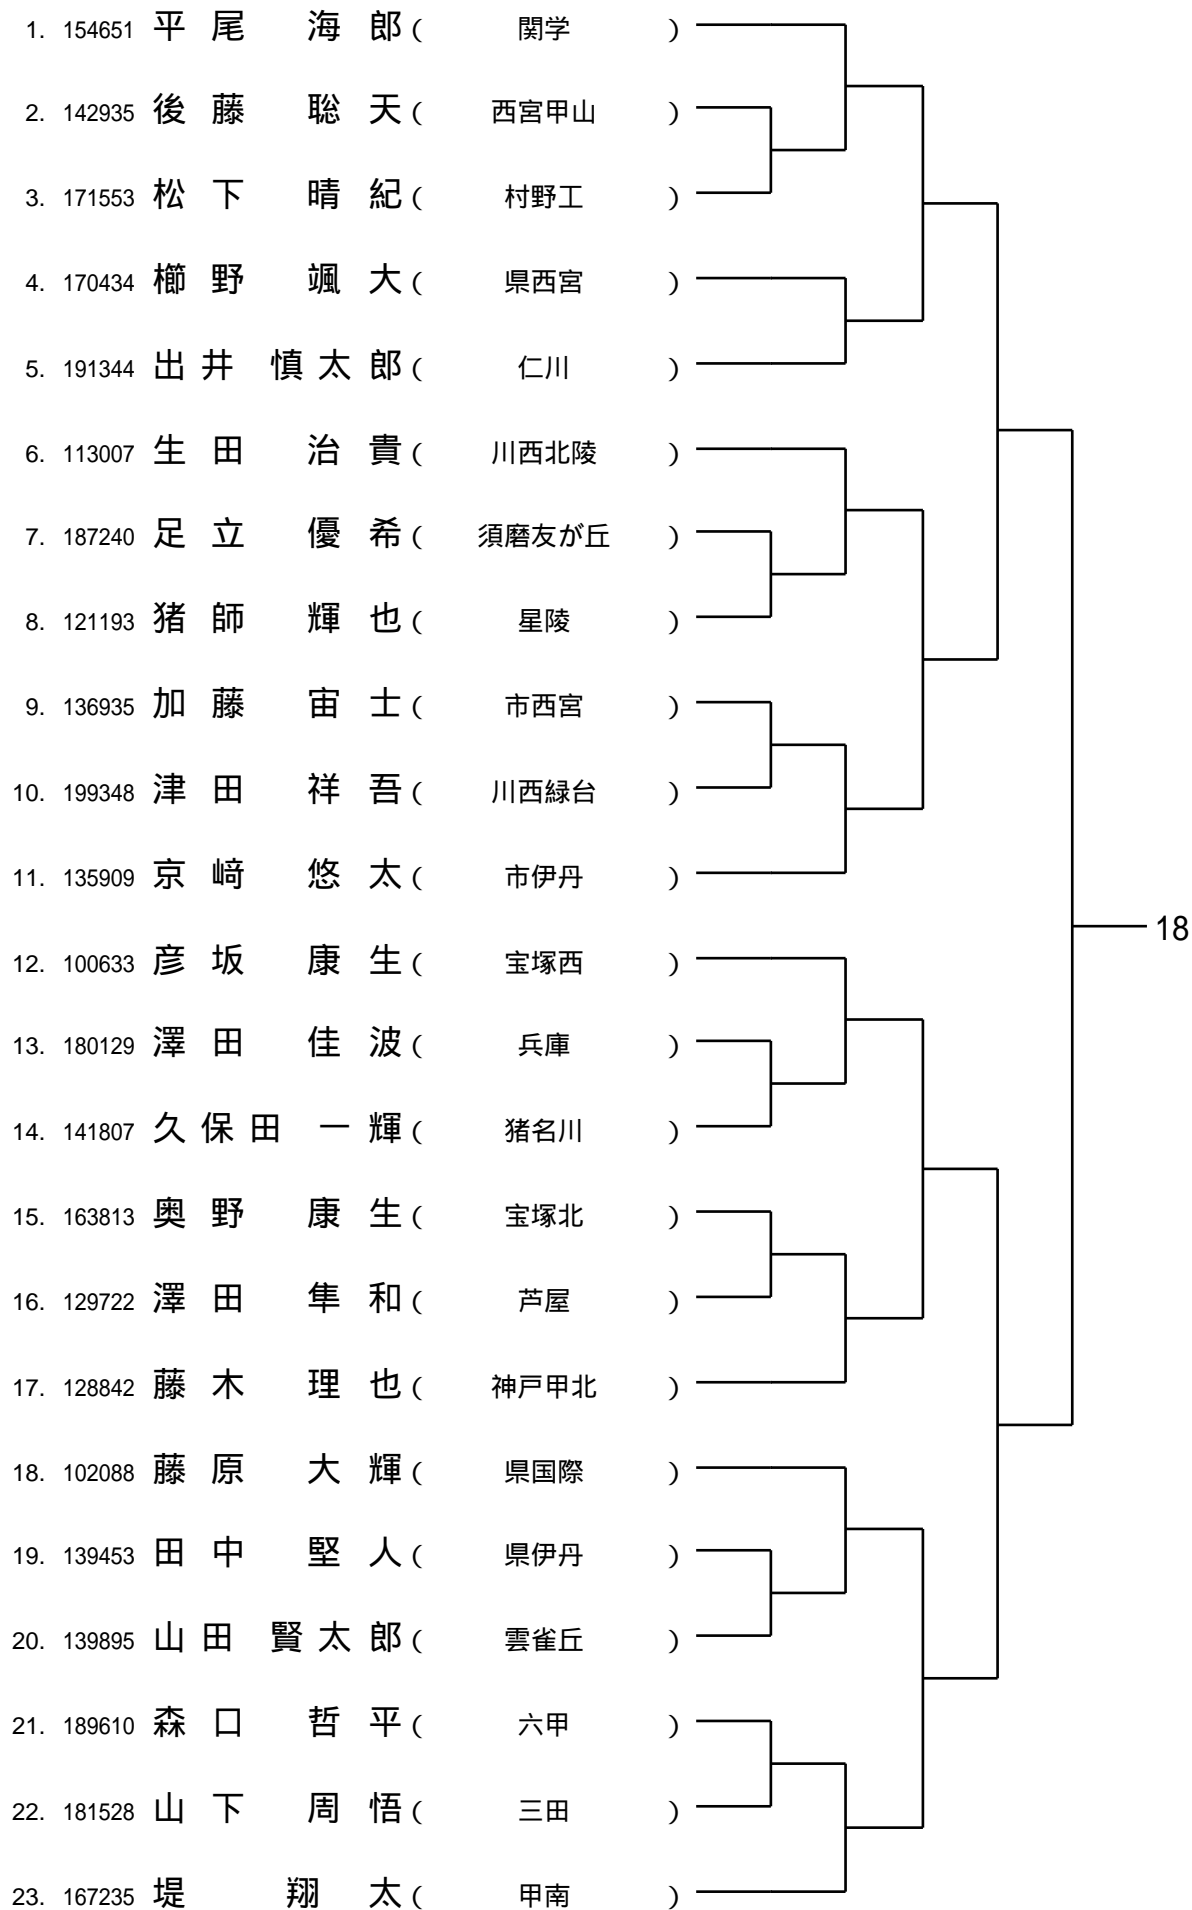 1. 154651 平尾 海郎 ( 関学 )
2. 142935 後藤 聡天 ( 西宮甲山 )
3. 171553 松下 晴紀 ( 村野工 )
4. 170434 櫛野 颯大 ( 県西宮 )
5. 191344 出井 慎太郎 ( 仁川 )
6. 113007 生田 治貴 ( 川西北陵 )
7. 187240 足立 優希 ( 須磨友が丘 )
8. 121193 猪師 輝也 ( 星陵 )
9. 136935 加藤 宙士 ( 市西宮 )
10. 199348 津田 祥吾 ( 川西緑台 )
11. 135909 京﨑 悠太 ( 市伊丹 )
18
12. 100633 彦坂 康生 ( 宝塚西 )
13. 180129 澤田 佳波 ( 兵庫 )
14. 141807 久保田 一輝 ( 猪名川 )
15. 163813 奥野 康生 ( 宝塚北 )
16. 129722 澤田 隼和 ( 芦屋 )
17. 128842 藤木 理也 ( 神戸甲北 )
18. 102088 藤原 大輝 ( 県国際 )
19. 139453 田中 堅人 ( 県伊丹 )
20. 139895 山田 賢太郎 ( 雲雀丘 )
21. 189610 森口 哲平 ( 六甲 )
22. 181528 山下 周悟 ( 三田 )
23. 167235 堤 翔太 ( 甲南 )